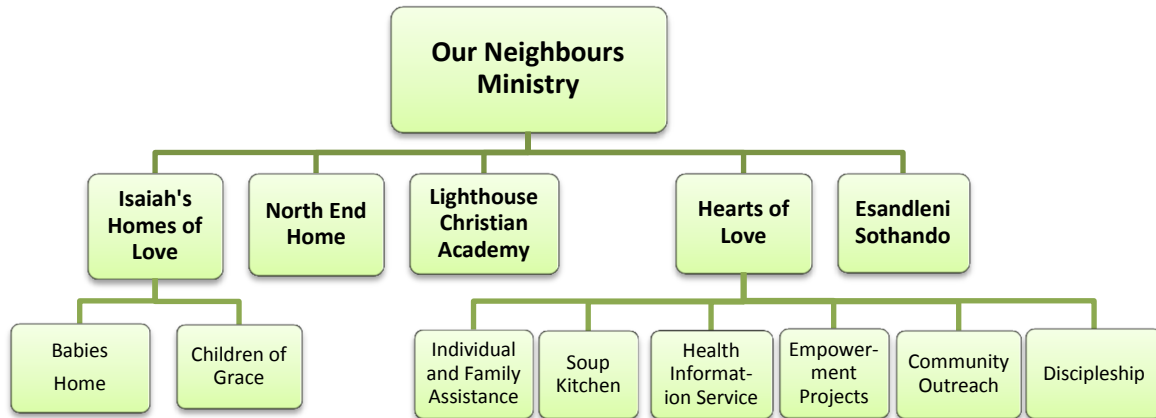 Our Neighbours
Ministry
Isaiah's
Homes of
Love
North End
Home
Lighthouse
Christian
Academy
Hearts of
Love
Esandleni
Sothando
Babies
Home
Children of
Grace
Individual
and Family
Assistance
Soup
Kitchen
Health
Informat-
ion Service
Empower-
ment
Projects
Community
Outreach
Discipleship